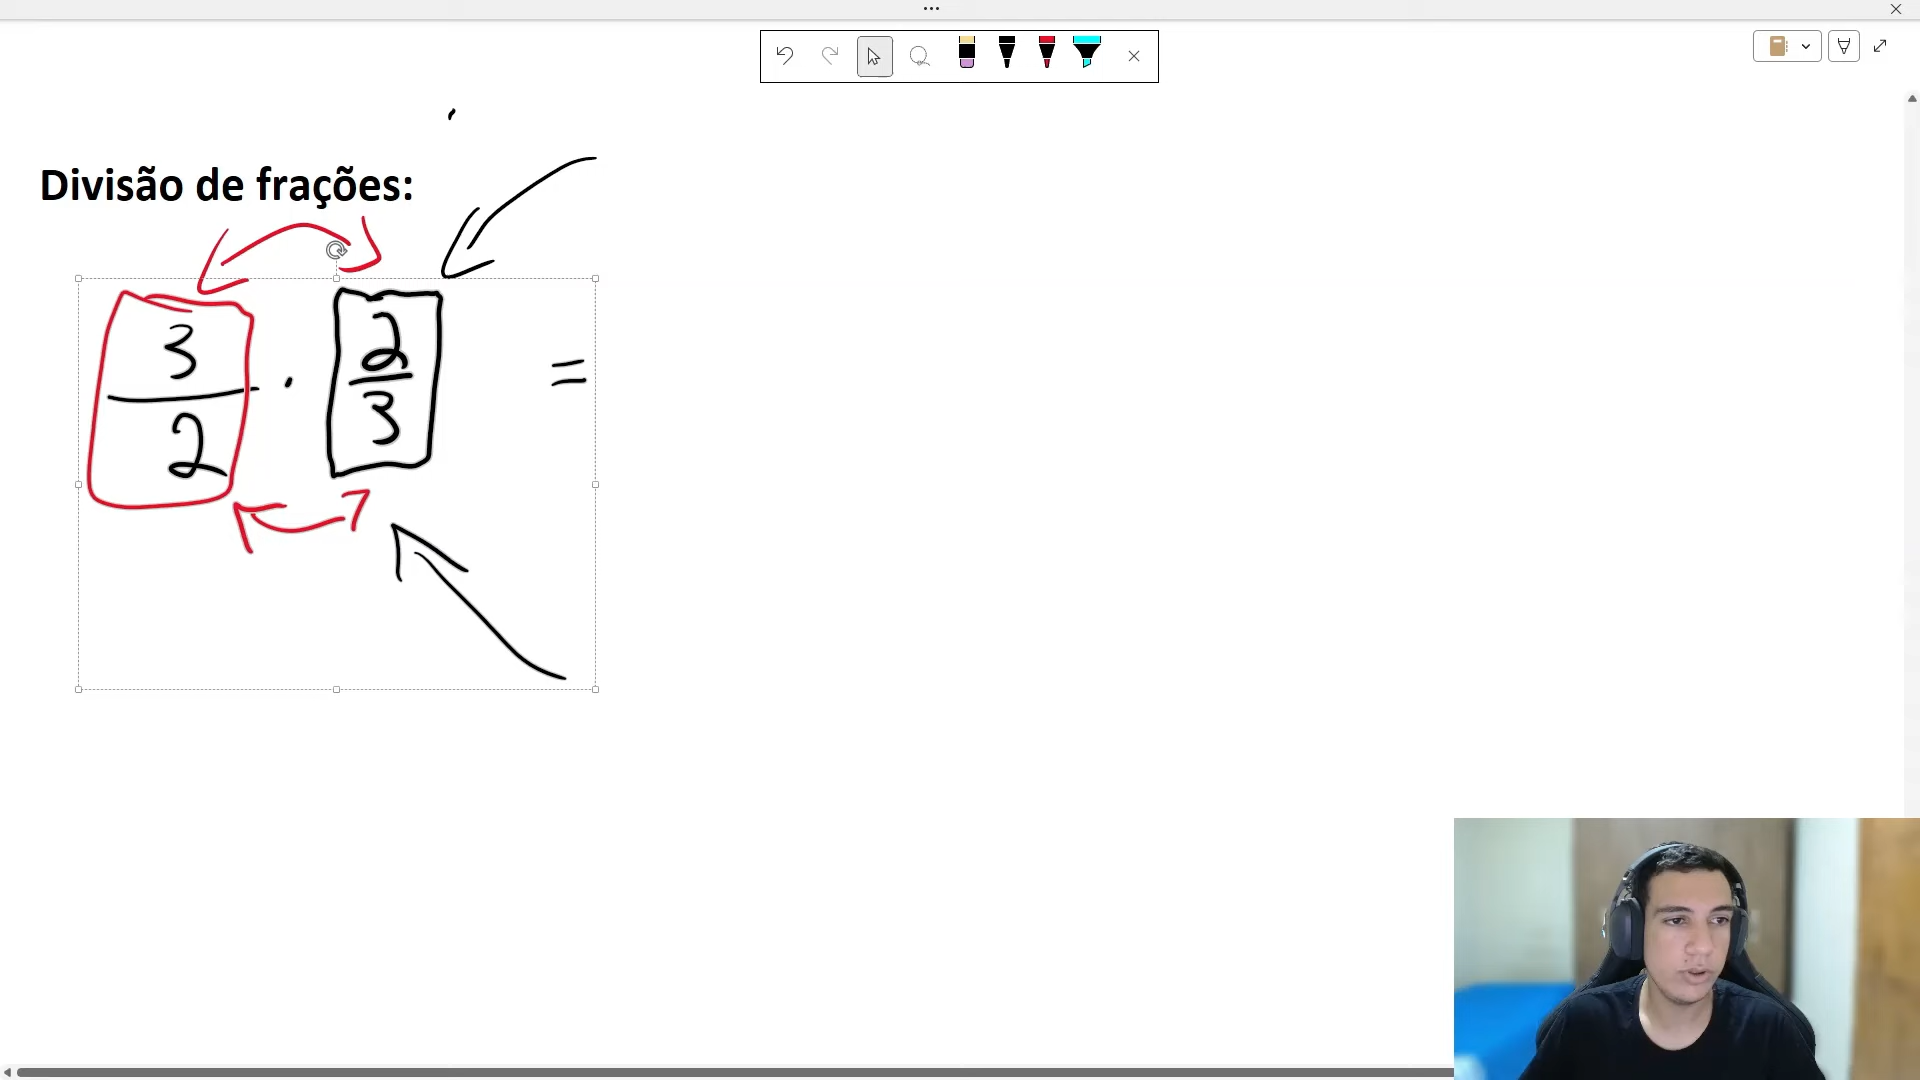 Divisão de frações:
3/2 · 2/3 =